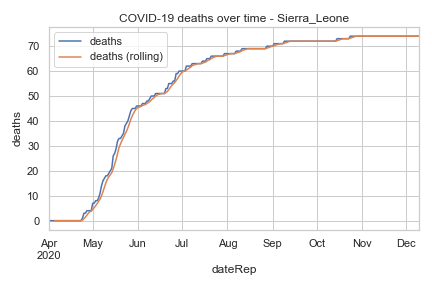 COVID-19 deaths over time - Sierra_Leone
deaths
deaths (rolling)
deaths
70
60
50
40
30
20
10
0
Apr May Jun Jul Aug Sep Oct Nov Dec
2020
dateRep